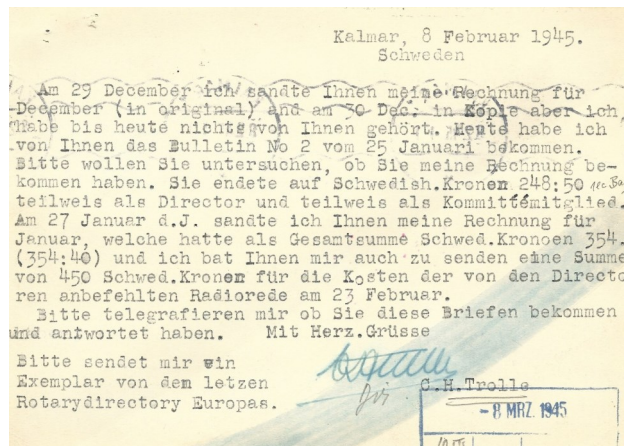 Kalmar, 8 Februar 1945.
Schweden
Am 29 December ich sandte Ihnen meine Rechnung für
December (in original) and am 30 Dec. in Kopie aber ich
habe bis heute nichts von Ihnen gehört. Heute habe ich
von Ihnen das Bulletin No 2 vom 25 Januari bekommen.
Bitte wollen Sie untersuchen, ob Sie meine Rechnung be-
kommen haben. Sie endete auf Schwedish.Kronen 248:50
teilweis als Director und teilweis als Kommittémitglied.
Am 27 Januar d.J. sandte ich Ihnen meine Rechnung für
Januar, welche hatte als Gesamtsumme Schwed.Kronoen 354.
(354:40) und ich bat Ihnen mir auch zu senden eine Summe
von 450 Schwed.Kronen für die Kosten der von den Directo
ren anbefehlten Radiorede am 23 Februar.
Bitte telegrafieren mir ob Sie diese Briefen bekommen
und antwortet haben. Mit Herz.Grüsse
Bitte sendet mir ein
Exemplar von dem letzen
Rotarydirectory Europas.
C.H.Trolle
- 8 MRZ. 1945